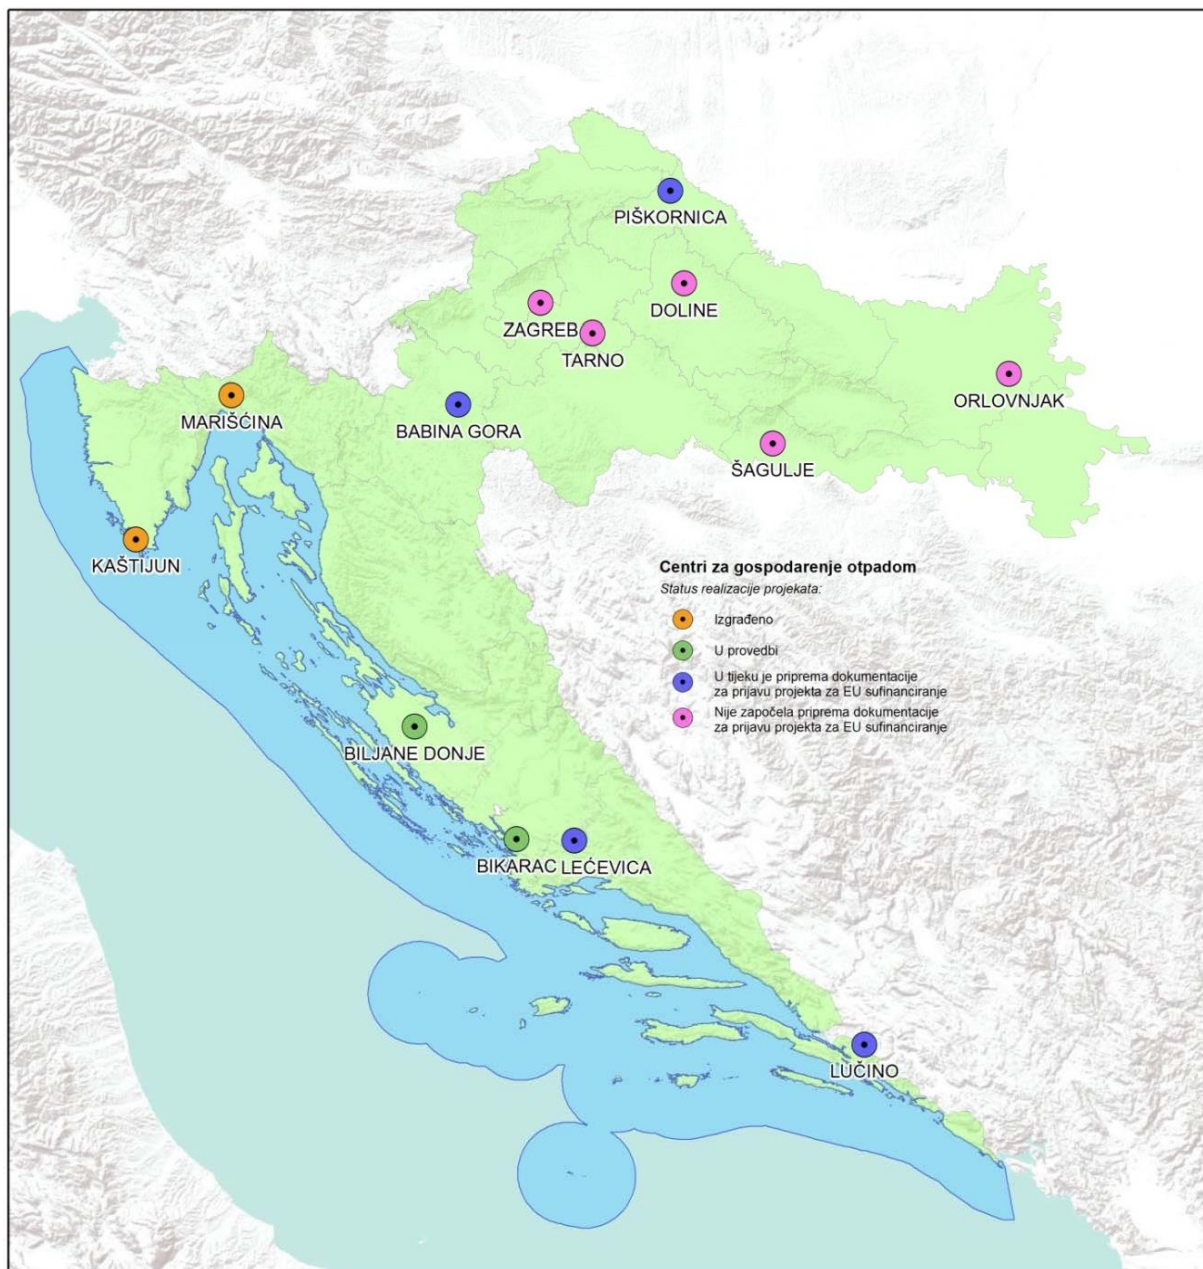 PIŠKORNICA
DOLINE
ZAGREB
TARNO
ORLOVNJAK
MARIŠĆINA
BABINA GORA
ŠAGULJE
KAŠTIJUN
Centri za gospodarenje otpadom
Status realizacije projekata:
Izgrađeno
U provedbi
U tijeku je priprema dokumentacije
za prijavu projekta za EU sufinanciranje
Nije započela priprema dokumentacije
za prijavu projekta za EU sufinanciranje
BILJANE DONJE
BIKARAC
LEĆEVICA
LUČINO